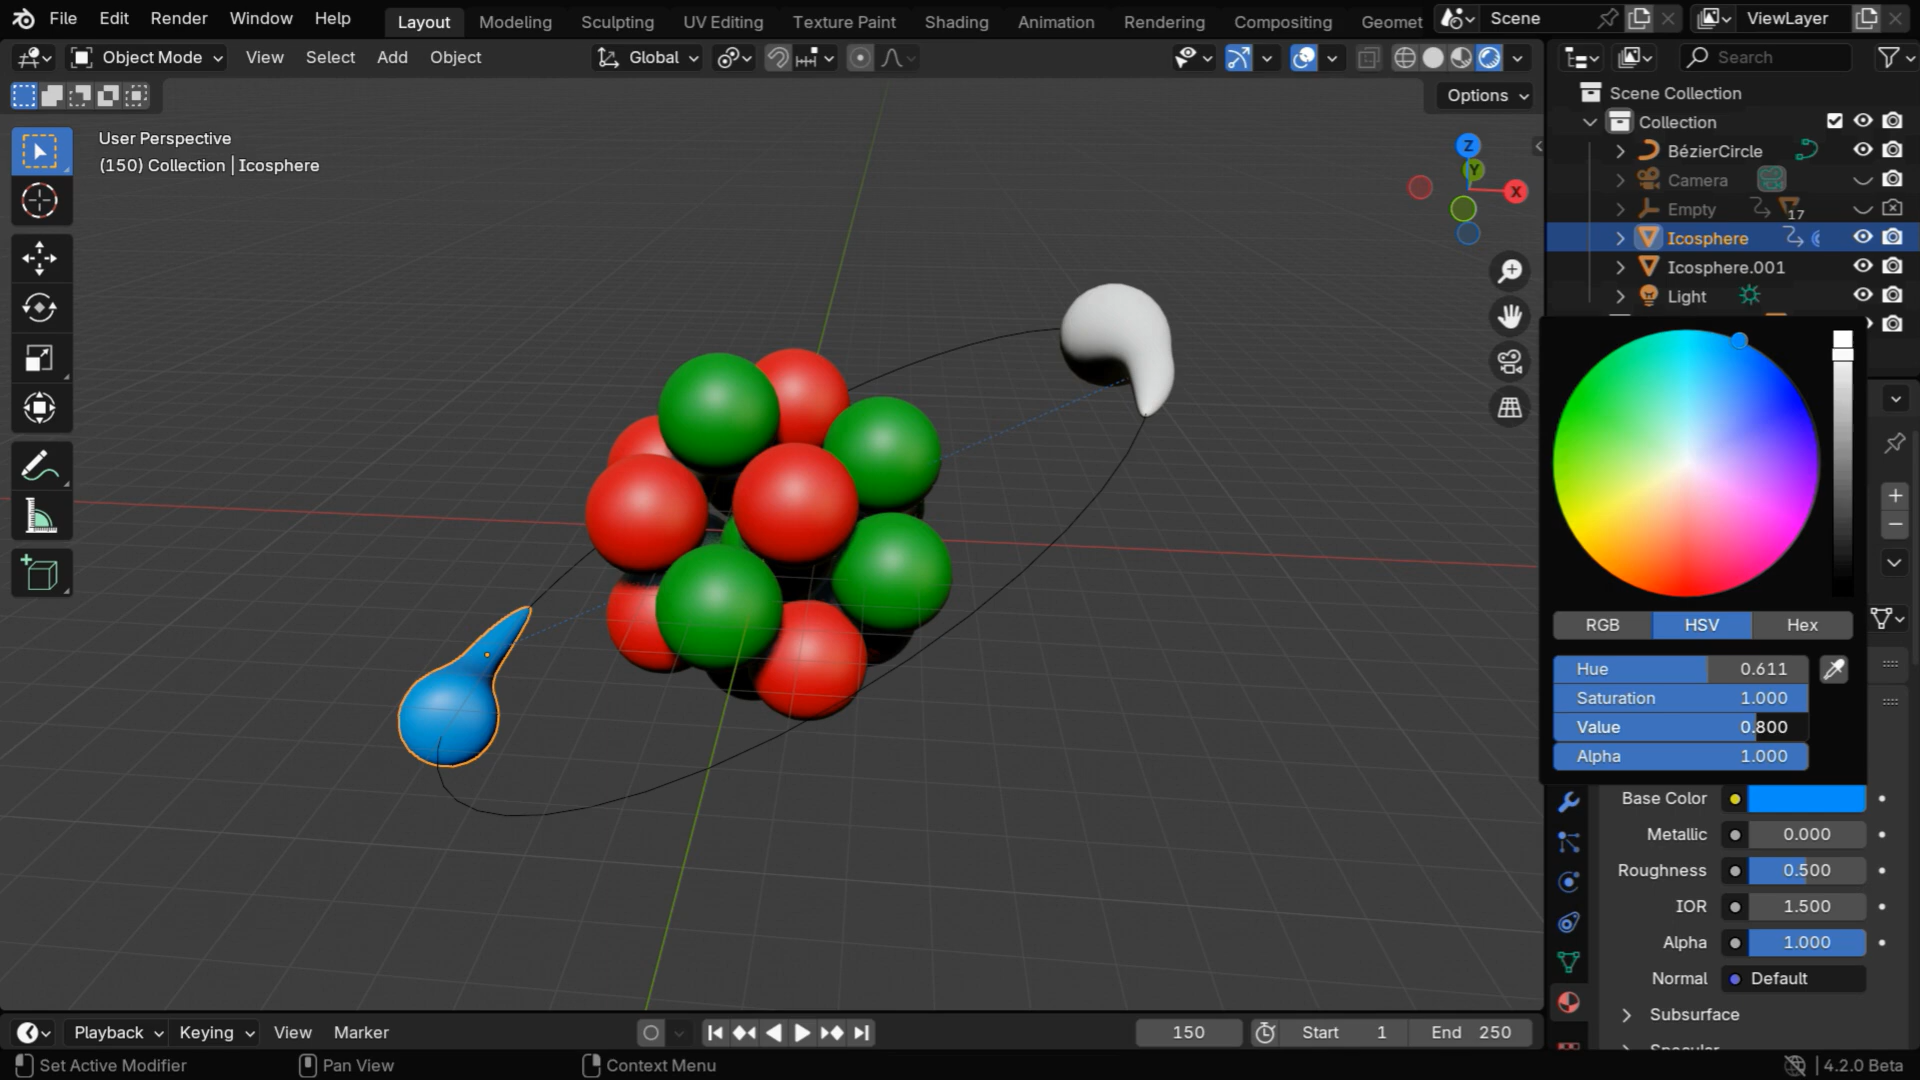 File Edit Render Window Help Layout Modeling Sculpting UV Editing Texture Paint Shading Animation Rendering Compositing Geomet Scene ViewLayer
Object Mode View Select Add Object Global Search
Options
Scene Collection
Collection
User Perspective
(150) Collection | Icosphere
BézierCircle
Camera
Empty 17
Icosphere
Icosphere.001
Light
Z
Y
X
RGB HSV Hex
Hue 0.611
Saturation 1.000
Value 0.800
Alpha 1.000
Base Color
Metallic 0.000
Roughness 0.500
IOR 1.500
Alpha 1.000
Normal Default
Subsurface
Playback Keying View Marker 150 Start 1 End 250
Set Active Modifier Pan View Context Menu 4.2.0 Beta